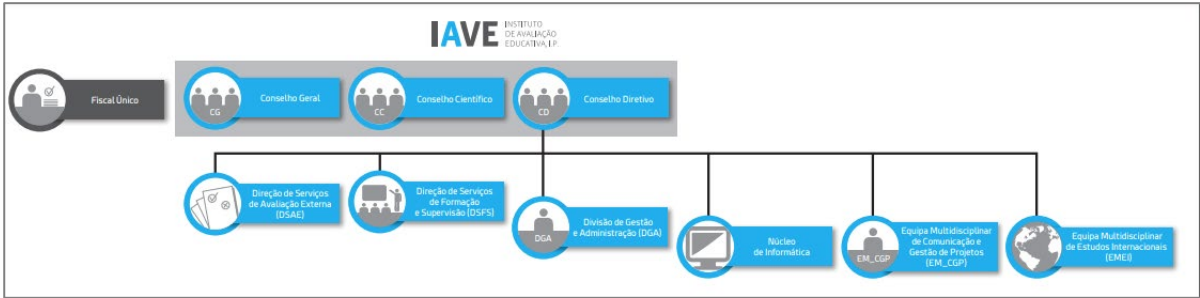 IAVE
INSTITUTO
DE AVALIAÇÃO
EDUCATIVA, I.P.
Fiscal Único
CG
Conselho Geral
CC
Conselho Científico
CD
Conselho Diretivo
Direção de Serviços
de Avaliação Externa
(DSAE)
Direção de Serviços
de Formação
e Supervisão (DSFS)
DGA
Divisão de Gestão
e Administração (DGA)
Núcleo
de Informática
EM_CGP
Equipa Multidisciplinar
de Comunicação e
Gestão de Projetos
(EM_CGP)
Equipa Multidisciplinar
de Estudos Internacionais
(EMEI)